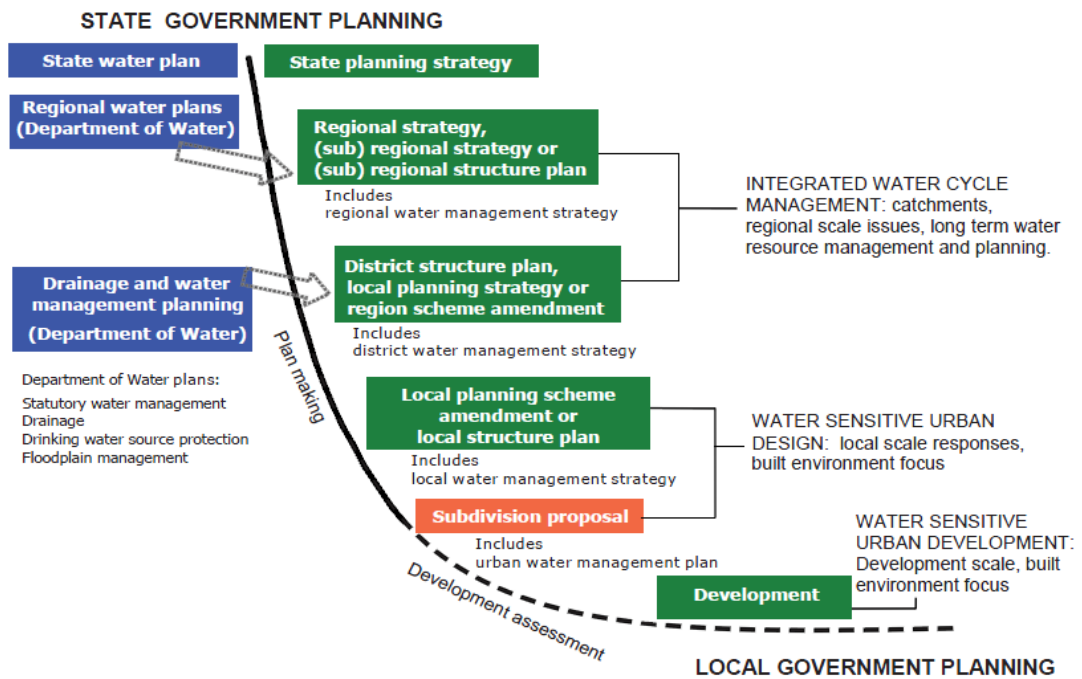 STATE GOVERNMENT PLANNING
State water plan
State planning strategy
Regional water plans
(Department of Water)
Regional strategy,
(sub) regional strategy or
(sub) regional structure plan
Includes
regional water management strategy
INTEGRATED WATER CYCLE
MANAGEMENT: catchments,
regional scale issues, long term water
resource management and planning.
Drainage and water
management planning
(Department of Water)
District structure plan,
local planning strategy or
region scheme amendment
Includes
district water management strategy
Department of Water plans:
Statutory water management
Drainage
Drinking water source protection
Floodplain management
Plan making
Local planning scheme
amendment or
local structure plan
Includes
local water management strategy
WATER SENSITIVE URBAN
DESIGN: local scale responses,
built environment focus
Subdivision proposal
Includes
urban water management plan
WATER SENSITIVE
URBAN DEVELOPMENT:
Development scale, built
environment focus
Development assessment
Development
LOCAL GOVERNMENT PLANNING